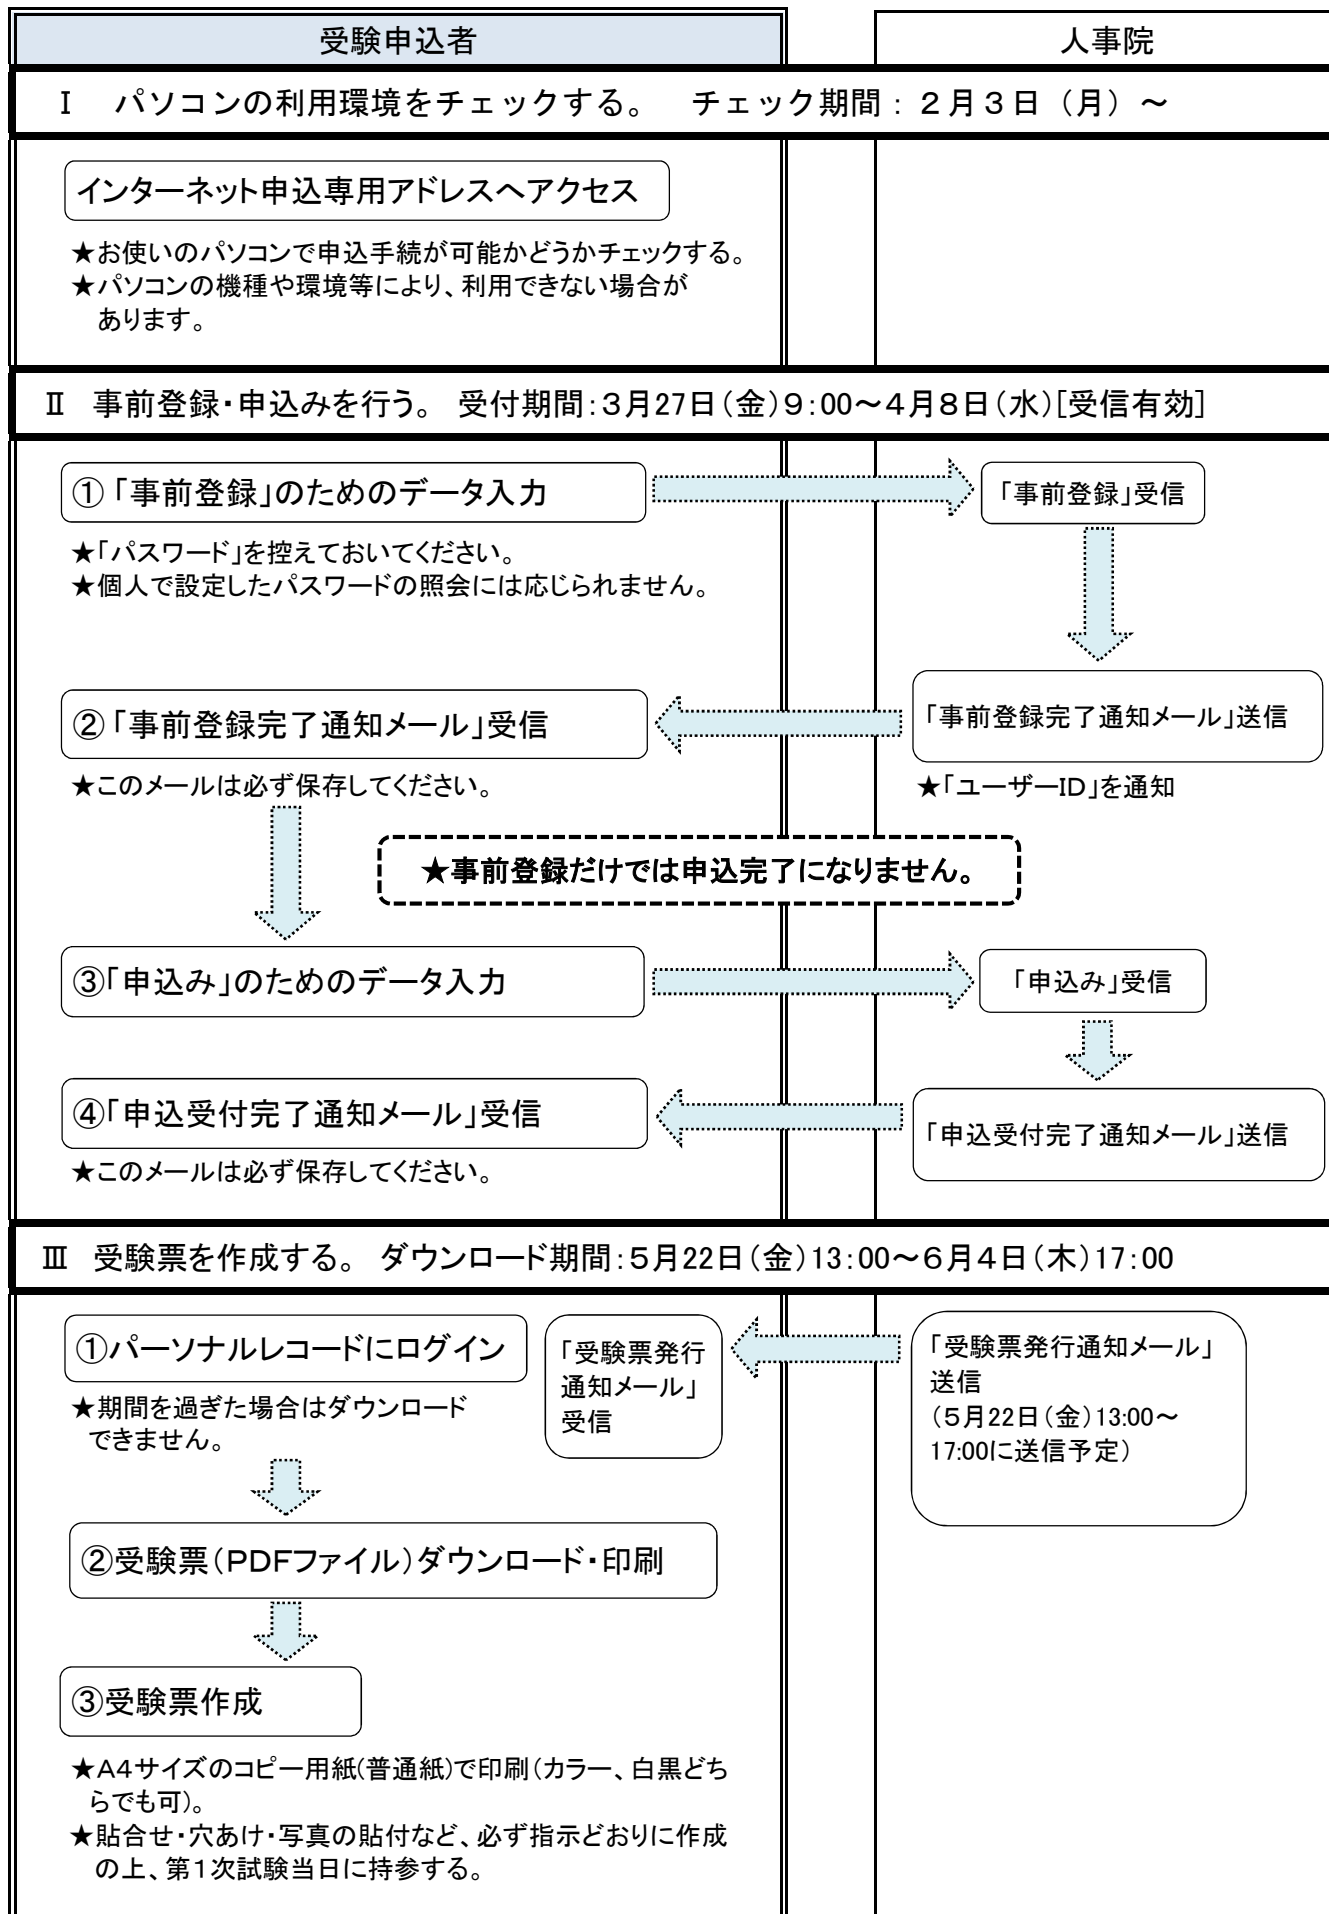 受験申込者
人事院
Ⅰ　パソコンの利用環境をチェックする。　チェック期間：２月３日（月）～
インターネット申込専用アドレスへアクセス
★お使いのパソコンで申込手続が可能かどうかチェックする。
★パソコンの機種や環境等により、利用できない場合が
あります。
Ⅱ　事前登録・申込みを行う。　受付期間：３月27日（金）９：00～４月８日（水）[受信有効]
①「事前登録」のためのデータ入力
「事前登録」受信
★「パスワード」を控えておいてください。
★個人で設定したパスワードの照会には応じられません。
②「事前登録完了通知メール」受信
「事前登録完了通知メール」送信
★このメールは必ず保存してください。
★「ユーザーID」を通知
★事前登録だけでは申込完了になりません。
③「申込み」のためのデータ入力
「申込み」受信
④「申込受付完了通知メール」受信
「申込受付完了通知メール」送信
★このメールは必ず保存してください。
Ⅲ　受験票を作成する。　ダウンロード期間：５月22日（金）13：00～６月４日（木）17：00
①パーソナルレコードにログイン
★期間を過ぎた場合はダウンロード
できません。
「受験票発行
通知メール」
受信
「受験票発行通知メール」
送信
（５月22日（金）13:00～
17:00に送信予定）
②受験票（PDFファイル）ダウンロード・印刷
③受験票作成
★A４サイズのコピー用紙(普通紙)で印刷（カラー、白黒どち
らでも可）。
★貼合せ・穴あけ・写真の貼付など、必ず指示どおりに作成
の上、第１次試験当日に持参する。